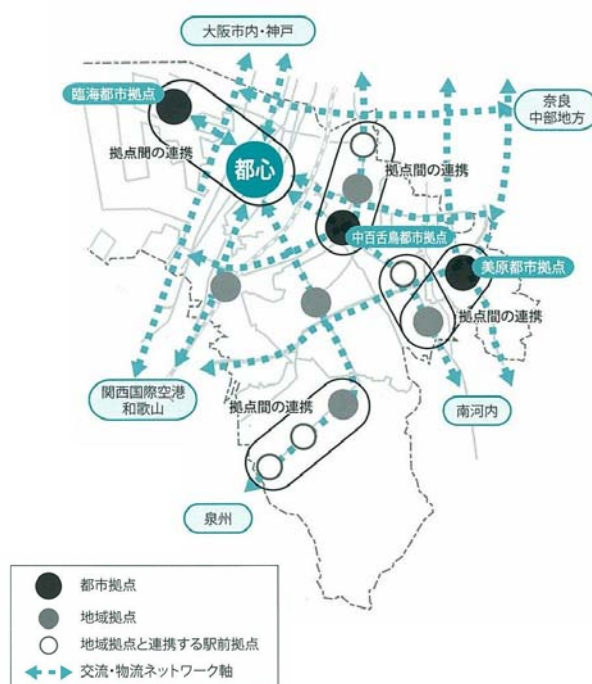 大阪市内・神戸
臨海都市拠点
奈良
中部地方
拠点間の連携
都心
拠点間の連携
中百舌鳥都市拠点
美原都市拠点
拠点間の連携
関西国際空港
和歌山
拠点間の連携
南河内
泉州
都市拠点
地域拠点
地域拠点と連携する駅前拠点
交流・物流ネットワーク軸